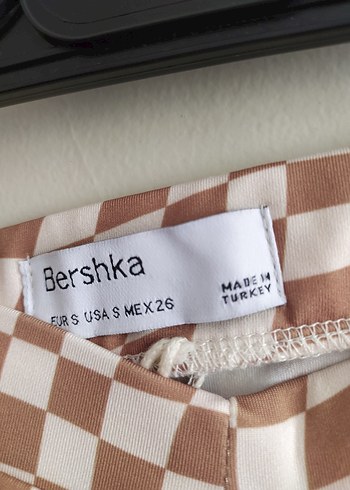 Bershka
EUR S USA S MEX 26
MADE IN
TURKEY